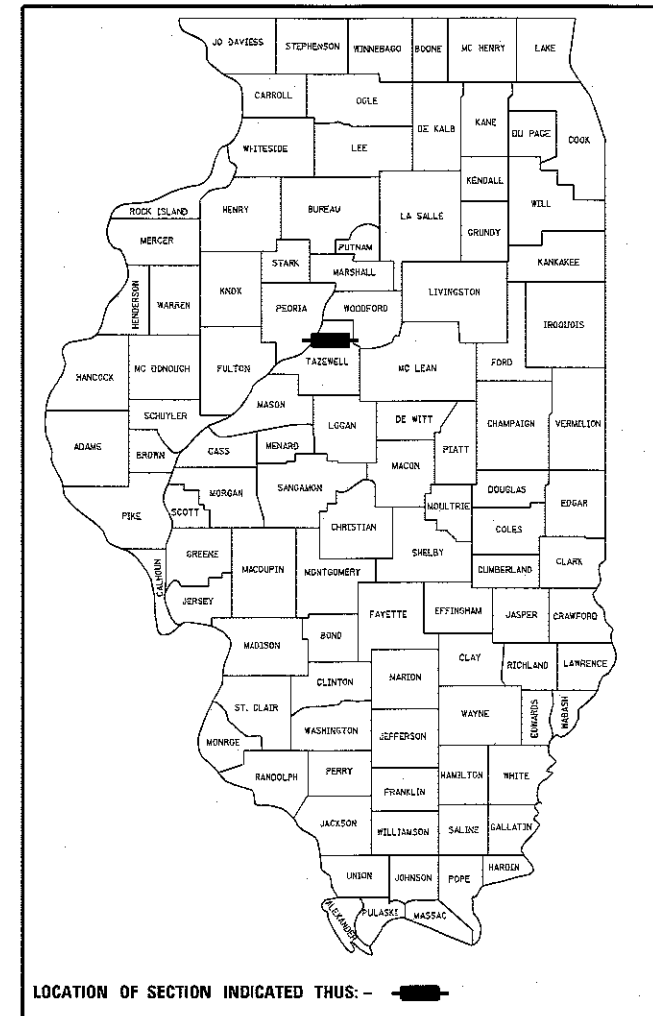 JO DAVIESS STEPHENSON WINNEBAGO BOONE MC HENRY LAKE
CARROLL OGLE DE KALB KANE DU PAGE COOK
WHITESIDE LEE
KENDALL WILL
ROCK ISLAND HENRY BUREAU LA SALLE GRUNDY
MERCER PUTNAM KANKAKEE
STARK MARSHALL
HENDERSON WARREN KNOX PEORIA WOODFORD LIVINGSTON IROQUOIS
HANCOCK MC DONOUGH FULTON TAZEWELL MC LEAN FORD
SCHUYLER MASON LOGAN DE WITT CHAMPAIGN VERMILION
ADAMS BROWN CASS MENARD PIATT
MACON
PIKE SCOTT MORGAN SANGAMON MOULTRIE DOUGLAS EDGAR
CHRISTIAN COLES
GREENE SHELBY
CALHOUN MACOUPIN MONTGOMERY CUMBERLAND CLARK
JERSEY FAYETTE EFFINGHAM JASPER CRAWFORD
MADISON BOND
CLAY RICHLAND LAWRENCE
CLINTON MARION
ST. CLAIR WAYNE EDWARDS WABASH
MONROE WASHINGTON JEFFERSON
RANDOLPH PERRY HAMILTON WHITE
FRANKLIN
JACKSON WILLIAMSON SALINE GALLATIN
UNION JOHNSON POPE HARDIN
ALEXANDER PULASKI MASSAC
LOCATION OF SECTION INDICATED THUS: -